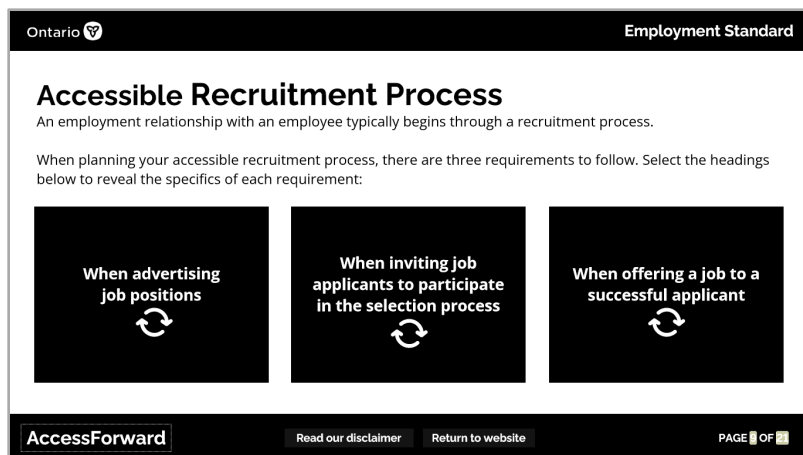 Ontario
Employment Standard
Accessible Recruitment Process
An employment relationship with an employee typically begins through a recruitment process.
When planning your accessible recruitment process, there are three requirements to follow. Select the headings
below to reveal the specifics of each requirement:
When advertising
job positions
When inviting job
applicants to participate
in the selection process
When offering a job to a
successful applicant
AccessForward
Read our disclaimer
Return to website
PAGE 9 OF 21